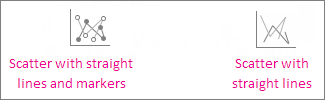 Scatter with straight
lines and markers
Scatter with
straight lines